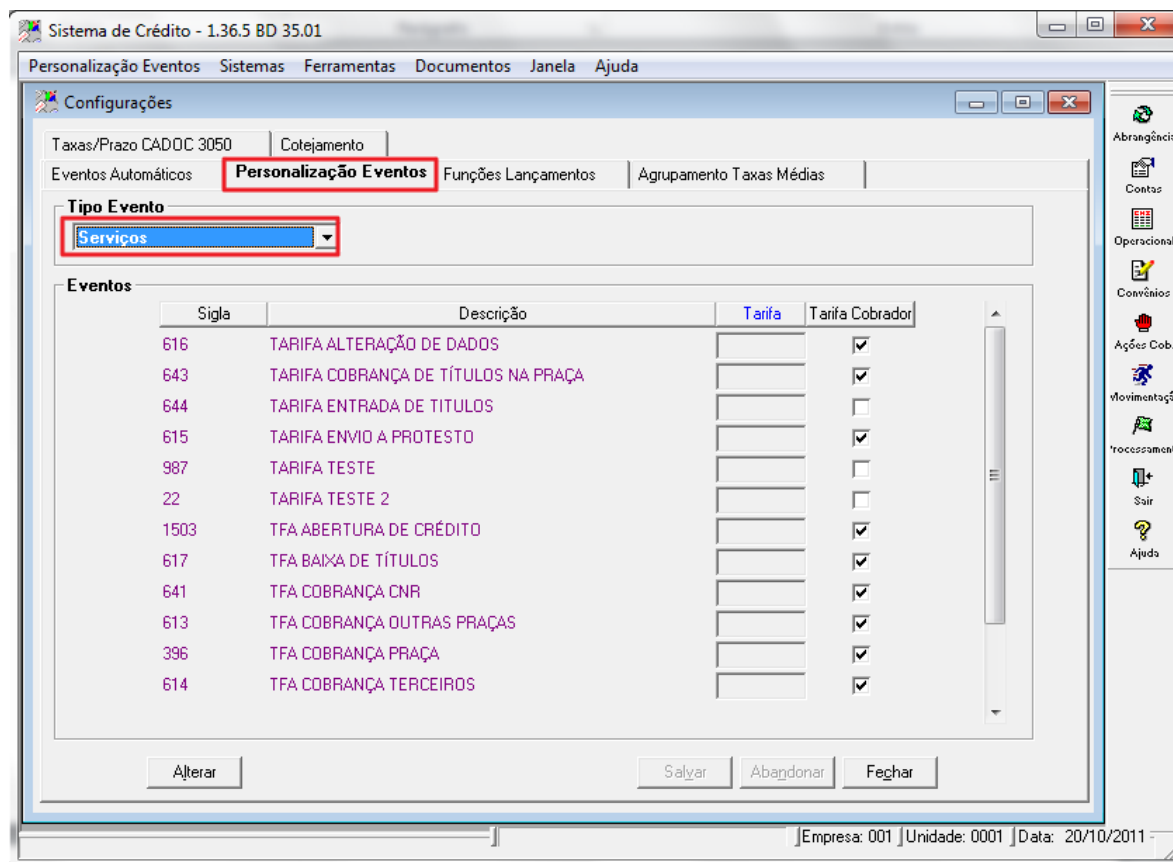 Sistema de Crédito - 1.36.5 BD 35.01
Personalização Eventos Sistemas Ferramentas Documentos Janela Ajuda
Configurações
Taxas/Prazo CADOC 3050 Cotejamento
Eventos Automáticos Personalização Eventos Funções Lançamentos Agrupamento Taxas Médias
Tipo Evento
Serviços
Eventos
Sigla Descrição Tarifa Tarifa Cobrador
616 TARIFA ALTERAÇÃO DE DADOS
643 TARIFA COBRANÇA DE TÍTULOS NA PRAÇA
644 TARIFA ENTRADA DE TITULOS
615 TARIFA ENVIO A PROTESTO
987 TARIFA TESTE
22 TARIFA TESTE 2
1503 TFA ABERTURA DE CRÉDITO
617 TFA BAIXA DE TÍTULOS
641 TFA COBRANÇA CNR
613 TFA COBRANÇA OUTRAS PRAÇAS
396 TFA COBRANÇA PRAÇA
614 TFA COBRANÇA TERCEIROS
Alterar Salvar Abandonar Fechar
Abrangência
Contas
Operacional
Convênios
Ações Cob.
Movimentaçã
rocessament
Sair
Ajuda
Empresa: 001 Unidade: 0001 Data: 20/10/2011